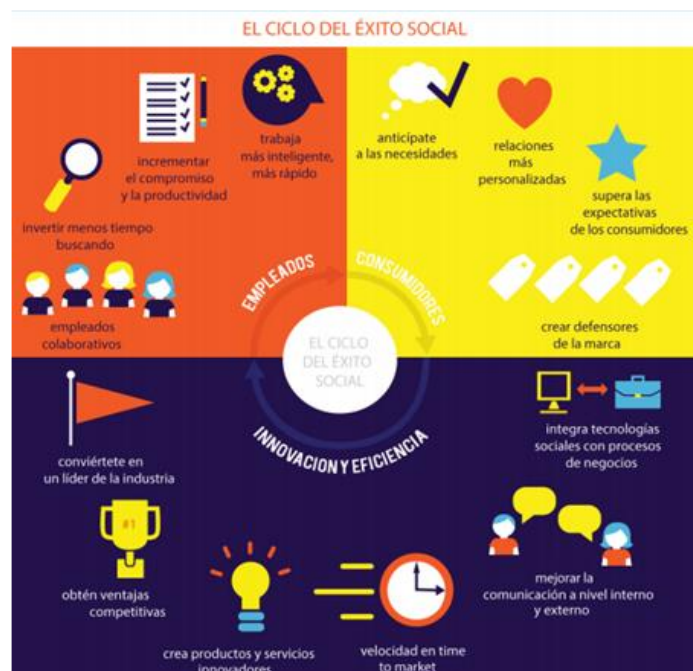 EL CICLO DEL ÉXITO SOCIAL
trabaja
más inteligente,
más rápido
incrementar
el compromiso
y la productividad
invertir menos tiempo
buscando
empleados
colaborativos
EMPLEADOS
anticípate
a las necesidades
relaciones
más
personalizadas
supera las
expectativas
de los consumidores
crear defensores
de la marca
CONSUMIDORES
EL CICLO
DEL ÉXITO
SOCIAL
INNOVACION Y EFICIENCIA
integra tecnologías
sociales con procesos
de negocios
mejorar la
comunicación a nivel interno
y externo
velocidad en time
to market
crea productos y servicios
innovadores
#1
obtén ventajas
competitivas
conviértete en
un líder de la industria